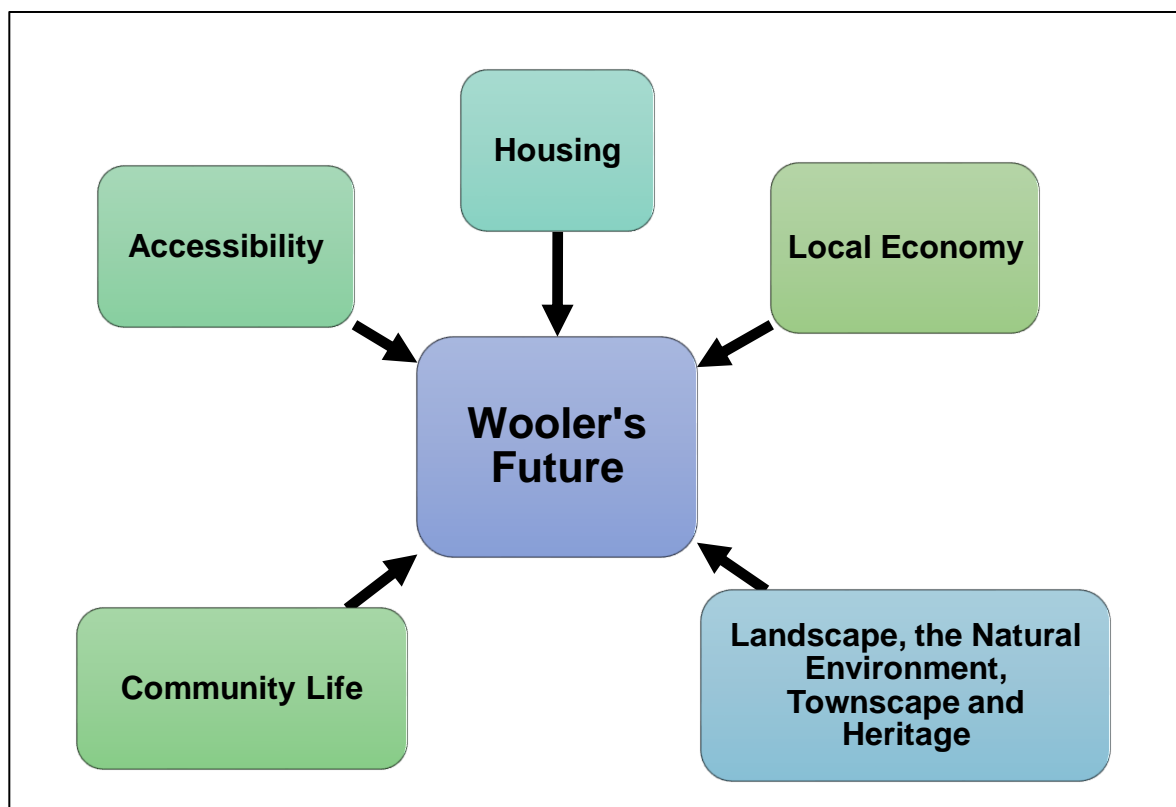 Housing
Accessibility
Local Economy
Wooler's
Future
Community Life
Landscape, the Natural
Environment,
Townscape and
Heritage